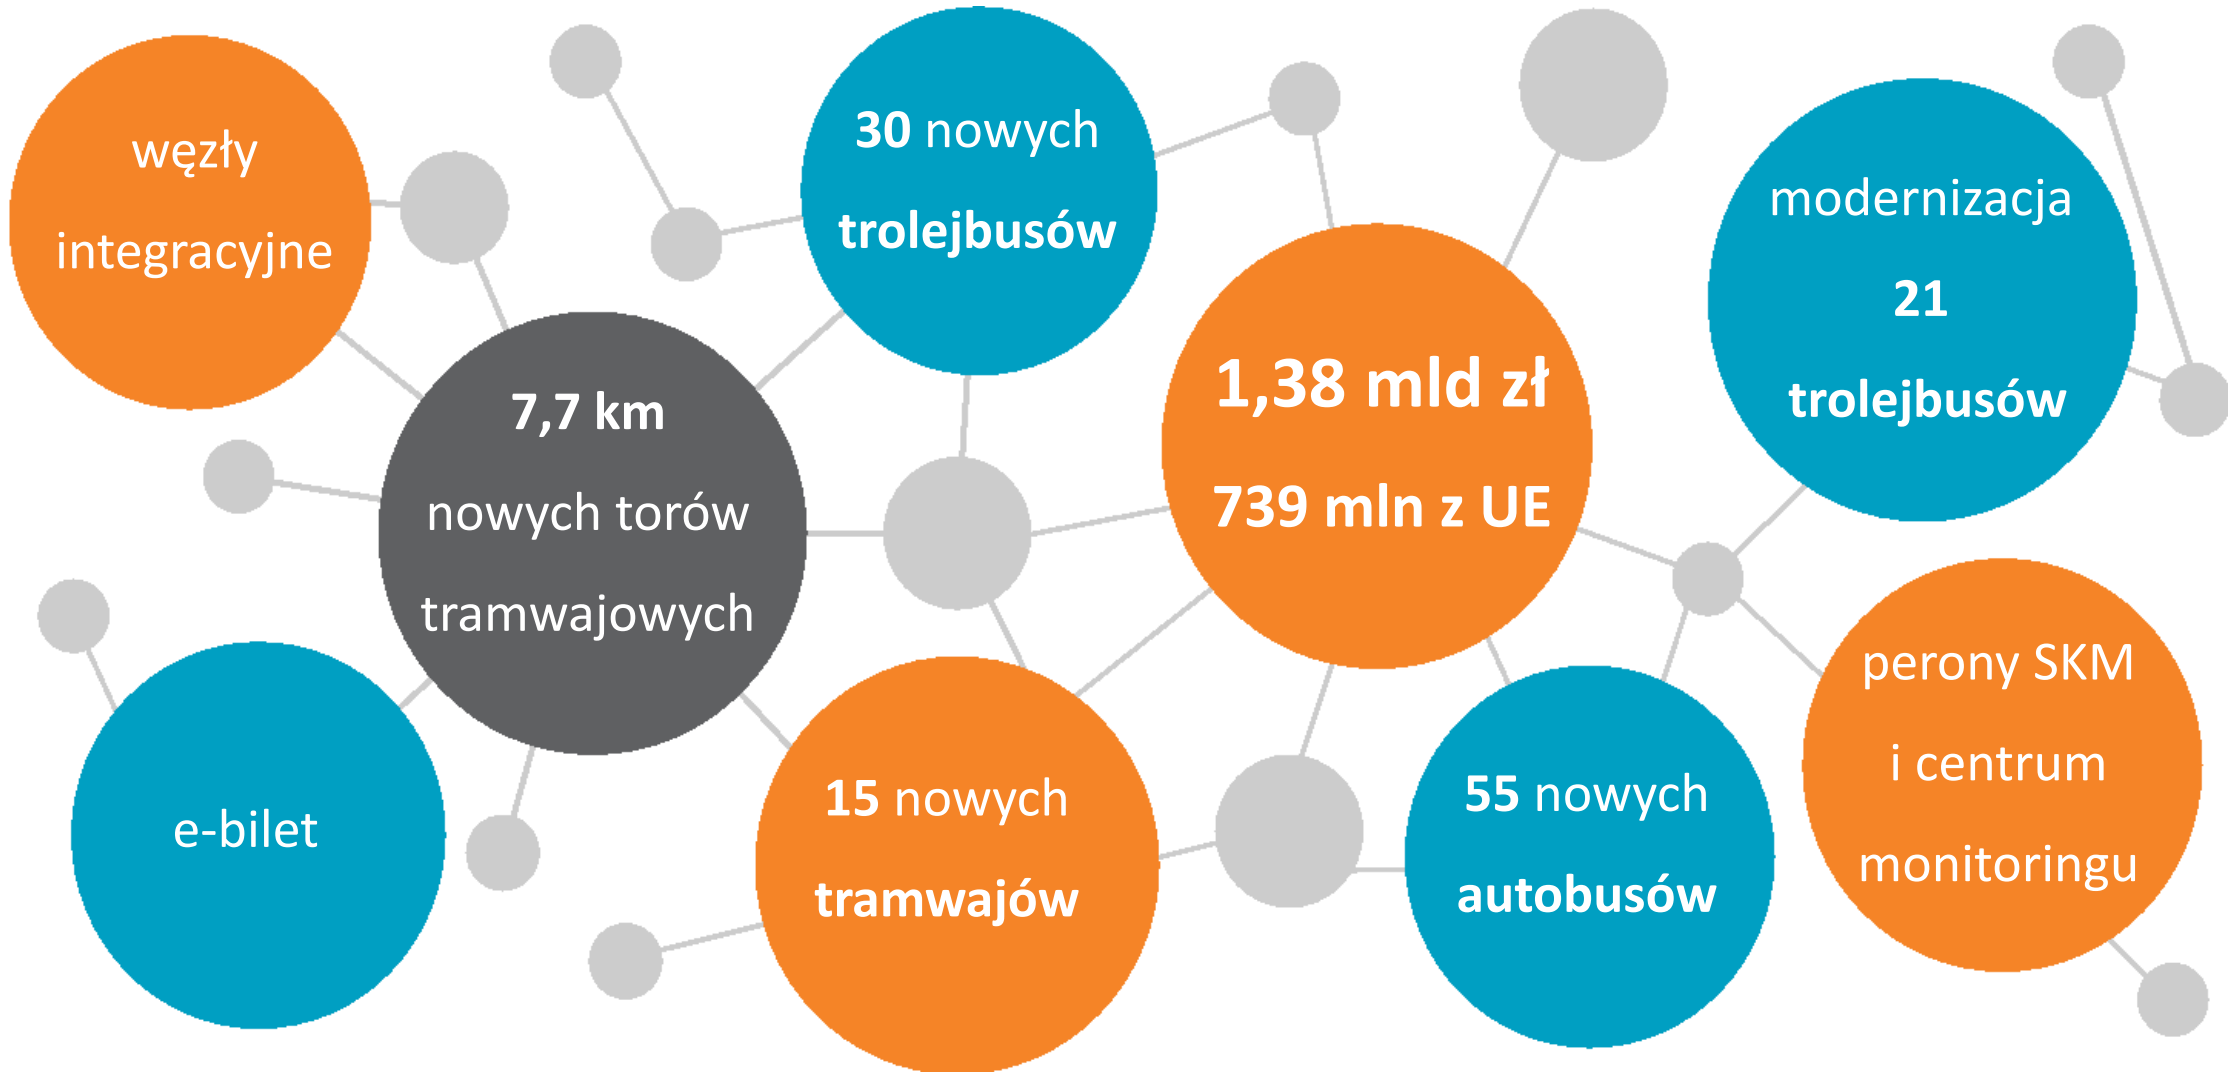 węzły
integracyjne
30 nowych
trolejbusów
modernizacja
21
trolejbusów
7,7 km
nowych torów
tramwajowych
1,38 mld zł
739 mln z UE
e-bilet
15 nowych
tramwajów
55 nowych
autobusów
perony SKM
i centrum
monitoringu